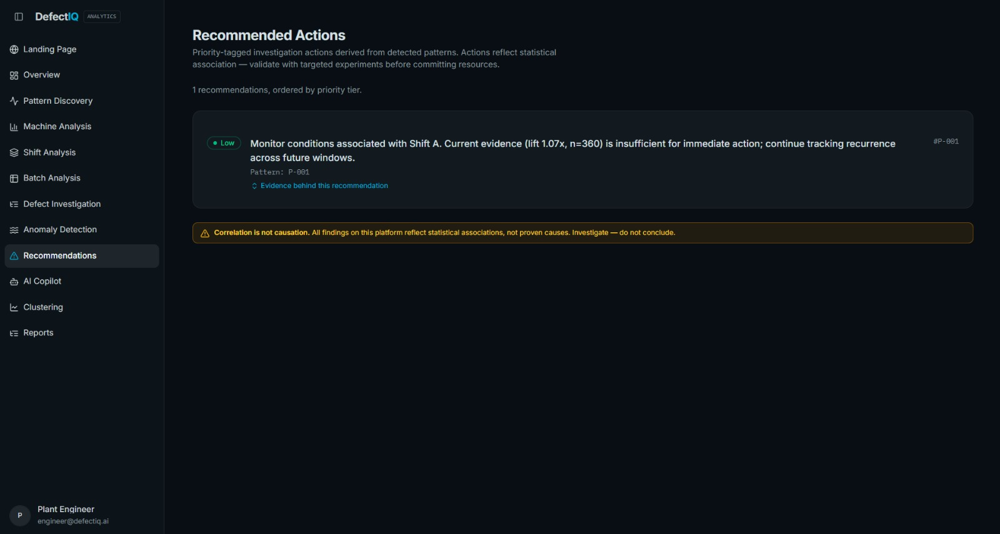 DefectIQ ANALYTICS
Landing Page
Overview
Pattern Discovery
Machine Analysis
Shift Analysis
Batch Analysis
Defect Investigation
Anomaly Detection
Recommendations
AI Copilot
Clustering
Reports
P
Plant Engineer
engineer@defectiq.ai
Recommended Actions
Priority-tagged investigation actions derived from detected patterns. Actions reflect statistical
association — validate with targeted experiments before committing resources.
1 recommendations, ordered by priority tier.
Low
Monitor conditions associated with Shift A. Current evidence (lift 1.07x, n=360) is insufficient for immediate action; continue tracking recurrence
across future windows.
#P-001
Pattern: P-001
Evidence behind this recommendation
Correlation is not causation. All findings on this platform reflect statistical associations, not proven causes. Investigate — do not conclude.